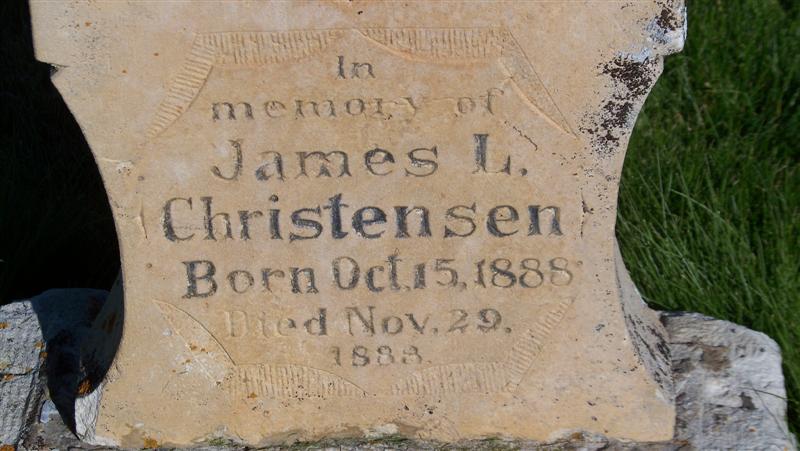 In
memory of
James L.
Christensen
Born Oct. 15, 1888
Died Nov. 29.
1888.